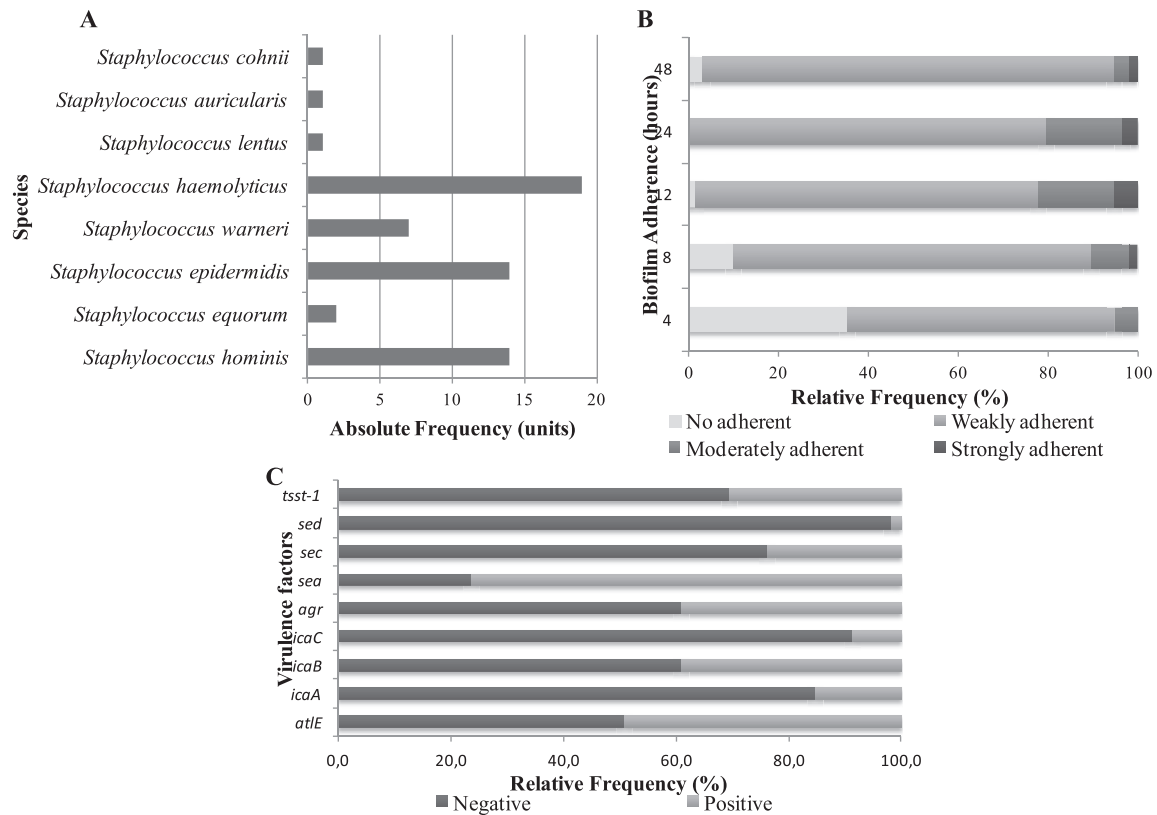 A
Species
Staphylococcus cohnii
Staphylococcus auricularis
Staphylococcus lentus
Staphylococcus haemolyticus
Staphylococcus warneri
Staphylococcus epidermidis
Staphylococcus equorum
Staphylococcus hominis
0 5 10 15 20
Absolute Frequency (units)
B
Biofilm Adherence (hours)
48
24
12
8
4
0 20 40 60 80 100
Relative Frequency (%)
No adherent Weakly adherent
Moderately adherent Strongly adherent
C
Virulence factors
tsst-1
sed
sec
sea
agr
icaC
icaB
icaA
atlE
0,0 20,0 40,0 60,0 80,0 100,0
Relative Frequency (%)
Negative Positive